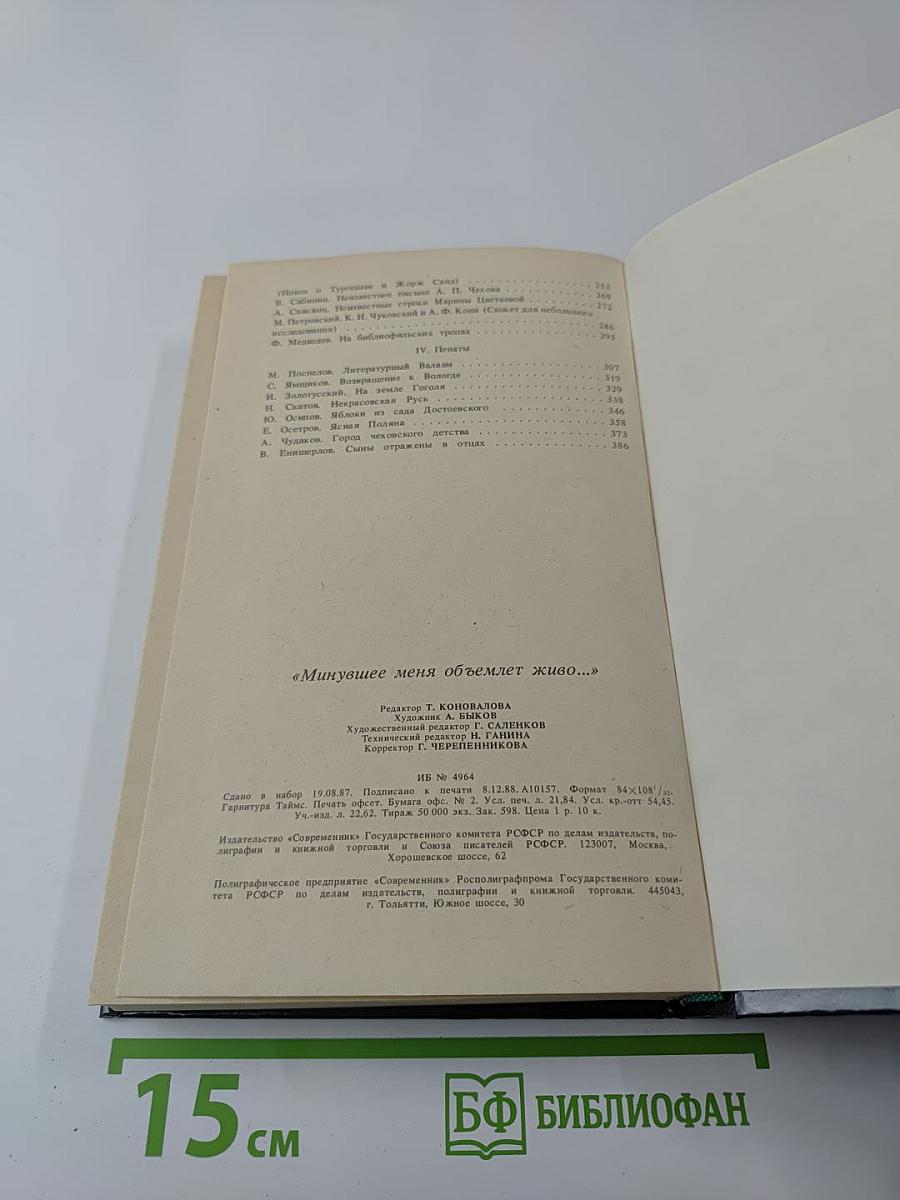 (Новое о Тургеневе и Жорж Санд) . . . . . . . . . . . . . . . . 253
В. Сабинин. Неизвестное письмо А. П. Чехова . . . . . . . . . . . 269
А. Саакянц. Неизвестные строки Марины Цветаевой . . . . . . . . . 272
М. Петровский. К. И. Чуковский и А. Ф. Кони (Сюжет для небольшого
исследования) . . . . . . . . . . . . . . . . . . . . . . . . . 286
Ф. Медведев. На библиофильских тропах . . . . . . . . . . . . . . 295
IV. Пенаты
М. Поспелов. Литературный Валаам . . . . . . . . . . . . . . . . 307
С. Ямщиков. Возвращение к Вологде . . . . . . . . . . . . . . . . 319
И. Золотусский. На земле Гоголя . . . . . . . . . . . . . . . . . 329
Н. Скатов. Некрасовская Русь . . . . . . . . . . . . . . . . . . 338
Ю. Осипов. Яблоки из сада Достоевского . . . . . . . . . . . . . 346
Е. Осетров. Ясная Поляна . . . . . . . . . . . . . . . . . . . . 358
А. Чудаков. Город чеховского детства . . . . . . . . . . . . . . 373
В. Енишерлов. Сыны отражены в отцах . . . . . . . . . . . . . . . 386
«Минувшее меня объемлет живо...»
Редактор Т. КОНОВАЛОВА
Художник А. БЫКОВ
Художественный редактор Г. САЛЕНКОВ
Технический редактор Н. ГАНИНА
Корректор Г. ЧЕРЕПЕННИКОВА
ИБ № 4964
Сдано в набор 19.08.87. Подписано к печати 8.12.88. А10157. Формат 84×108¹/₃₂.
Гарнитура Таймс. Печать офсет. Бумага офс. № 2. Усл. печ. л. 21,84. Усл. кр.-отт 54,45.
Уч.-изд. л. 22,62. Тираж 50 000 экз. Зак. 598. Цена 1 р. 10 к.
Издательство «Современник» Государственного комитета РСФСР по делам издательств, по-
лиграфии и книжной торговли и Союза писателей РСФСР. 123007, Москва,
Хорошевское шоссе, 62
Полиграфическое предприятие «Современник» Росполиграфпрома Государственного коми-
тета РСФСР по делам издательств, полиграфии и книжной торговли. 445043,
г. Тольятти, Южное шоссе, 30
15 см
БФ БИБЛИОФАН